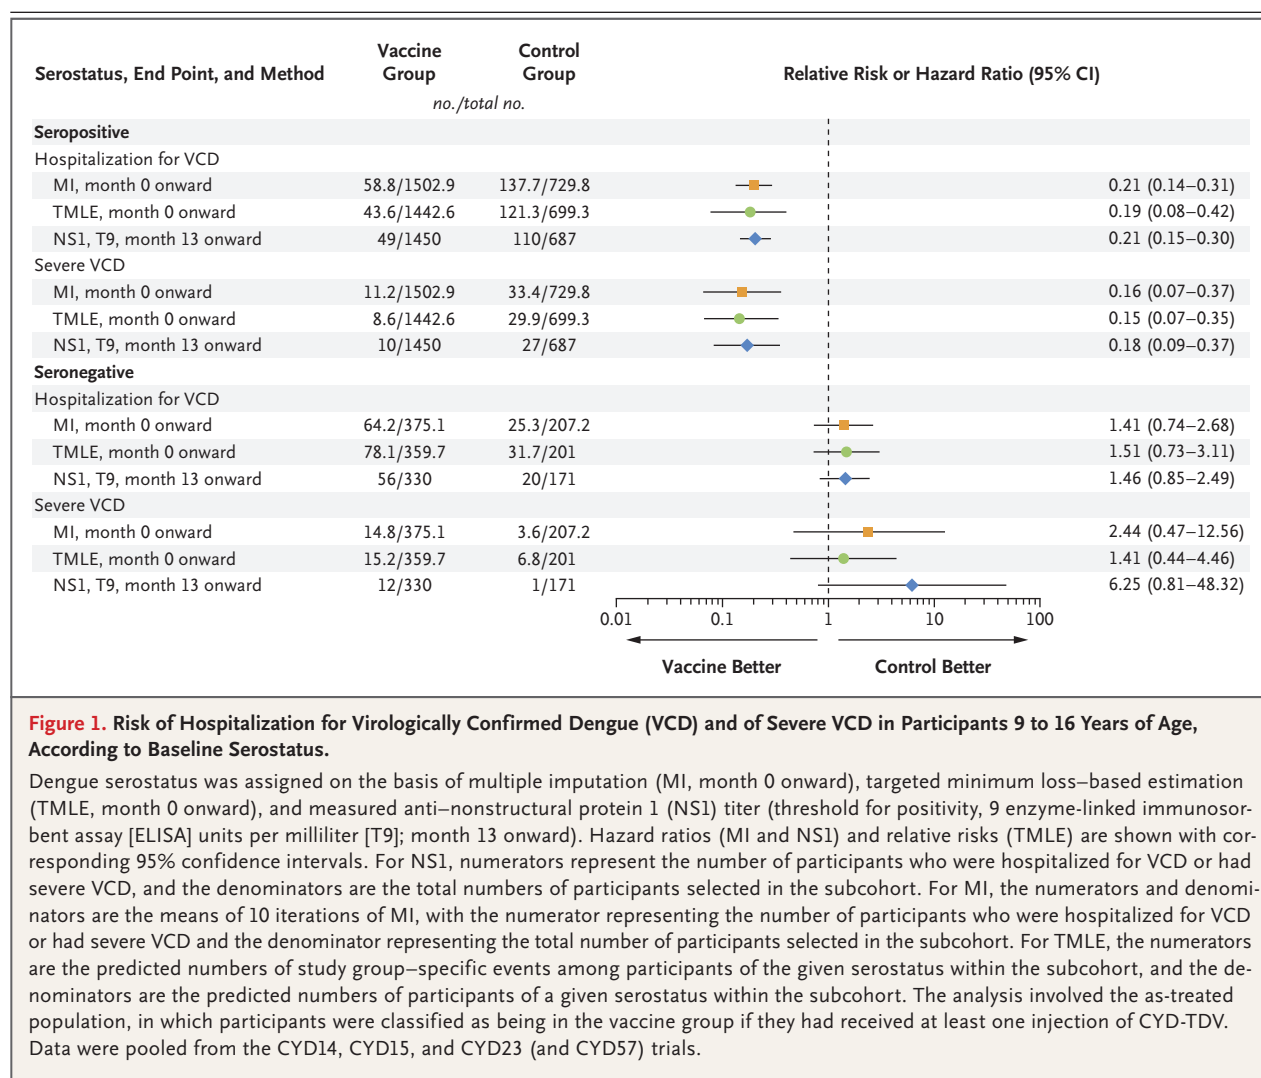 Serostatus, End Point, and Method Vaccine Group Control Group Relative Risk or Hazard Ratio (95% CI)
no./total no.
Seropositive
Hospitalization for VCD
MI, month 0 onward 58.8/1502.9 137.7/729.8 0.21 (0.14–0.31)
TMLE, month 0 onward 43.6/1442.6 121.3/699.3 0.19 (0.08–0.42)
NS1, T9, month 13 onward 49/1450 110/687 0.21 (0.15–0.30)
Severe VCD
MI, month 0 onward 11.2/1502.9 33.4/729.8 0.16 (0.07–0.37)
TMLE, month 0 onward 8.6/1442.6 29.9/699.3 0.15 (0.07–0.35)
NS1, T9, month 13 onward 10/1450 27/687 0.18 (0.09–0.37)
Seronegative
Hospitalization for VCD
MI, month 0 onward 64.2/375.1 25.3/207.2 1.41 (0.74–2.68)
TMLE, month 0 onward 78.1/359.7 31.7/201 1.51 (0.73–3.11)
NS1, T9, month 13 onward 56/330 20/171 1.46 (0.85–2.49)
Severe VCD
MI, month 0 onward 14.8/375.1 3.6/207.2 2.44 (0.47–12.56)
TMLE, month 0 onward 15.2/359.7 6.8/201 1.41 (0.44–4.46)
NS1, T9, month 13 onward 12/330 1/171 6.25 (0.81–48.32)
0.01 0.1 1 10 100
Vaccine Better Control Better
Figure 1. Risk of Hospitalization for Virologically Confirmed Dengue (VCD) and of Severe VCD in Participants 9 to 16 Years of Age,
According to Baseline Serostatus.
Dengue serostatus was assigned on the basis of multiple imputation (MI, month 0 onward), targeted minimum loss–based estimation
(TMLE, month 0 onward), and measured anti–nonstructural protein 1 (NS1) titer (threshold for positivity, 9 enzyme-linked immunosor-
bent assay [ELISA] units per milliliter [T9]; month 13 onward). Hazard ratios (MI and NS1) and relative risks (TMLE) are shown with cor-
responding 95% confidence intervals. For NS1, numerators represent the number of participants who were hospitalized for VCD or had
severe VCD, and the denominators are the total numbers of participants selected in the subcohort. For MI, the numerators and denomi-
nators are the means of 10 iterations of MI, with the numerator representing the number of participants who were hospitalized for VCD
or had severe VCD and the denominator representing the total number of participants selected in the subcohort. For TMLE, the numerators
are the predicted numbers of study group–specific events among participants of the given serostatus within the subcohort, and the de-
nominators are the predicted numbers of participants of a given serostatus within the subcohort. The analysis involved the as-treated
population, in which participants were classified as being in the vaccine group if they had received at least one injection of CYD-TDV.
Data were pooled from the CYD14, CYD15, and CYD23 (and CYD57) trials.